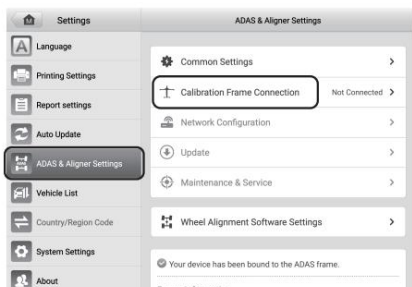 Settings
ADAS & Aligner Settings
Language
Printing Settings
Report settings
Auto Update
ADAS & Aligner Settings
Vehicle List
Country/Region Code
System Settings
About
Common Settings
Calibration Frame Connection Not Connected
Network Configuration
Update
Maintenance & Service
Wheel Alignment Software Settings
Your device has been bound to the ADAS frame.